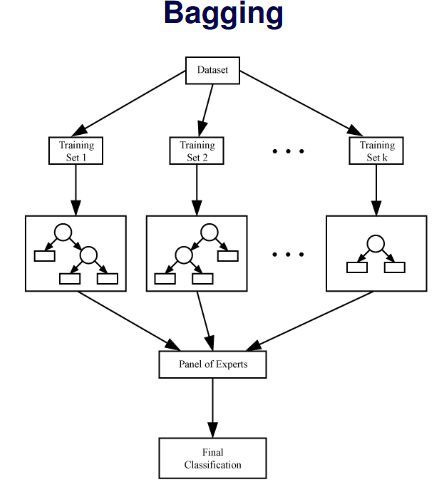 Bagging
Dataset
Training
Set 1
Training
Set 2
Training
Set k
Panel of Experts
Final
Classification